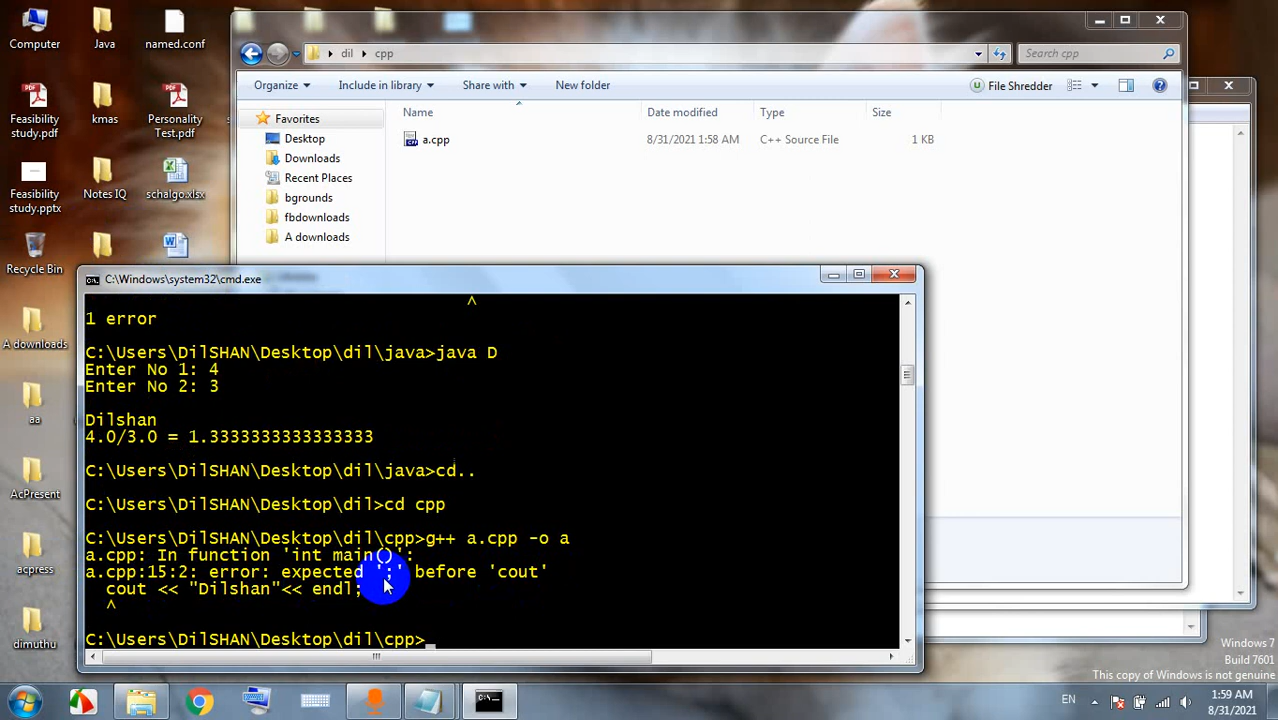 Computer
Java
named.conf
Feasibility
study.pdf
kmas
Personality
Test.pdf
Feasibility
study.pptx
Notes IQ
schalgo.xlsx
Recycle Bin
A downloads
aa
AcPresent
acpress
dimuthu
dil
cpp
Search cpp
Organize
Include in library
Share with
New folder
File Shredder
Favorites
Desktop
Downloads
Recent Places
bgrounds
fbdownloads
A downloads
Name
Date modified
Type
Size
a.cpp
8/31/2021 1:58 AM
C++ Source File
1 KB
C:\Windows\system32\cmd.exe
^
1 error
C:\Users\DilSHAN\Desktop\dil\java>java D
Enter No 1: 4
Enter No 2: 3
Dilshan
4.0/3.0 = 1.3333333333333333
C:\Users\DilSHAN\Desktop\dil\java>cd..
C:\Users\DilSHAN\Desktop\dil>cd cpp
C:\Users\DilSHAN\Desktop\dil\cpp>g++ a.cpp -o a
a.cpp: In function 'int main()':
a.cpp:15:2: error: expected ';' before 'cout'
cout << "Dilshan"<< endl;
^
C:\Users\DilSHAN\Desktop\dil\cpp>_
Windows 7
Build 7601
This copy of Windows is not genuine
EN
1:59 AM
8/31/2021